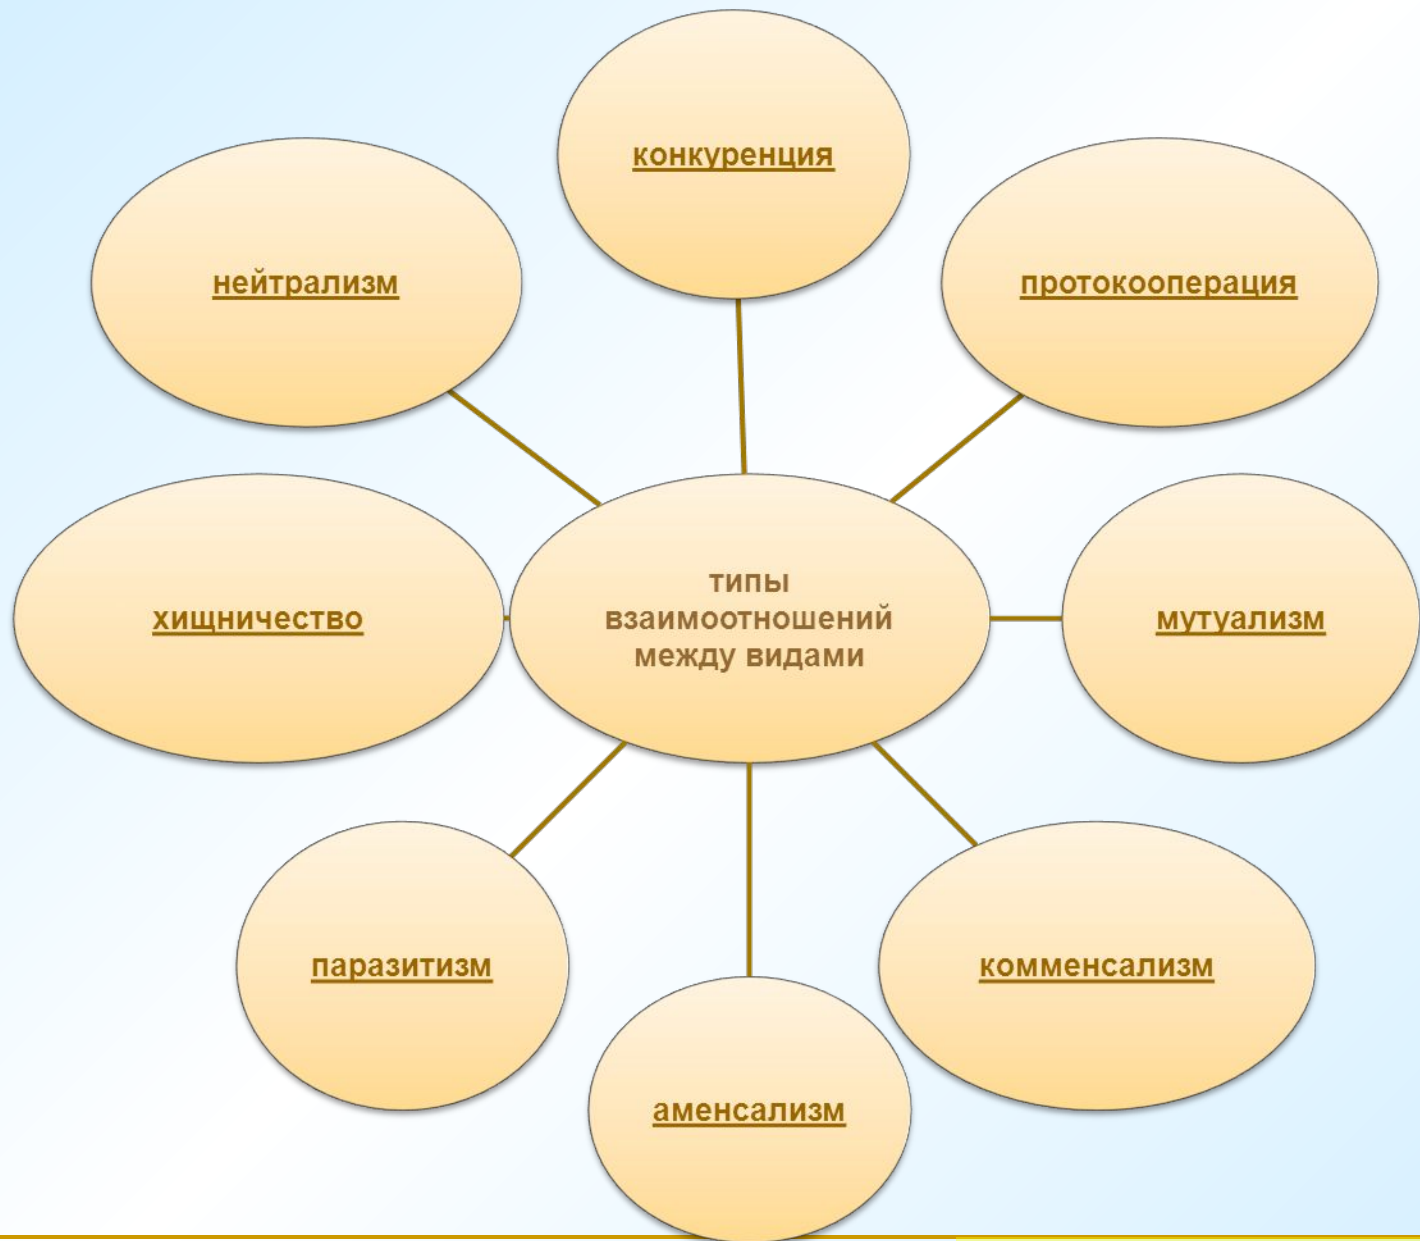 конкуренция
нейтрализм
протокооперация
типы
взаимоотношений
между видами
хищничество
мутуализм
паразитизм
комменсализм
аменсализм